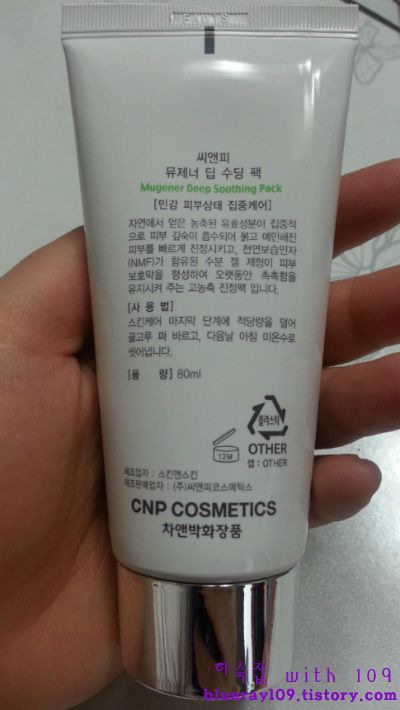 씨앤피
뮤제너 딥 수딩 팩
Mugener Deep Soothing Pack
[민감 피부상태 집중케어]
자연에서 얻은 농축된 유효성분이 집중적
으로 피부 깊숙이 흡수되어 붉고 예민해진
피부를 빠르게 진정시키고, 천연보습인자
(NMF)가 함유된 수분 젤 제형이 피부
보호막을 형성하여 오랫동안 촉촉함을
유지시켜 주는 고농축 진정팩 입니다.
[사 용 법]
스킨케어 마지막 단계에 적당량을 덜어
골고루 펴 바르고, 다음날 아침 미온수로
씻어냅니다.
[용 량] 80ml
플라스틱
OTHER
캡 : OTHER
12M
제조업자 : 스킨앤스킨
제조판매업자 : (주)씨앤피코스메틱스
CNP COSMETICS
차앤박화장품
하숙집 with 109
blueray109.tistory.com